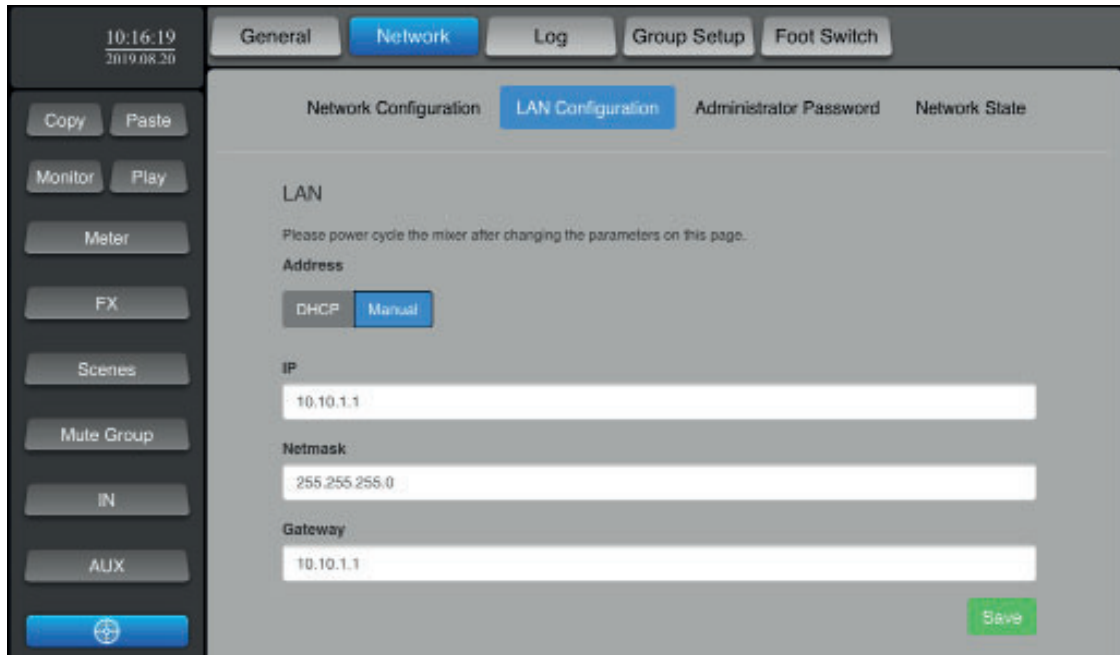 10:16:19
2019.08.20
General Network Log Group Setup Foot Switch
Network Configuration LAN Configuration Administrator Password Network State
Copy Paste
Monitor Play
Meter
FX
Scenes
Mute Group
IN
AUX
LAN
Please power cycle the mixer after changing the parameters on this page.
Address
DHCP Manual
IP
10.10.1.1
Netmask
255.255.255.0
Gateway
10.10.1.1
Save